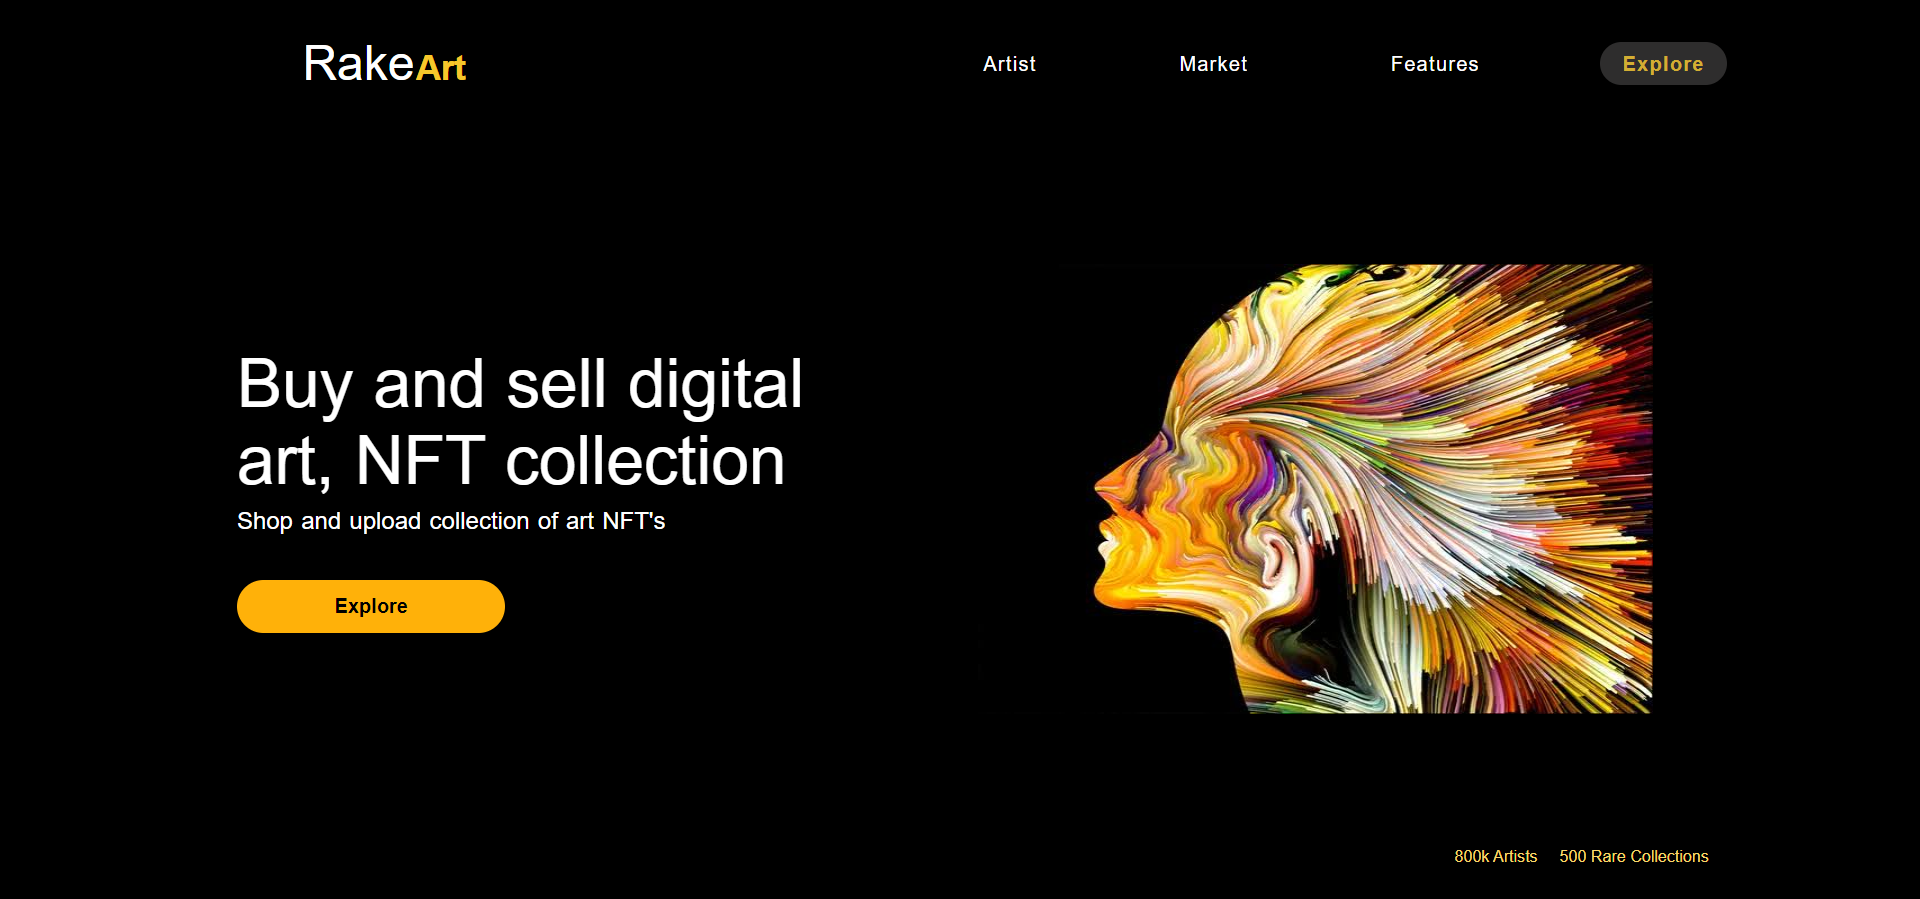 RakeArt
Artist
Market
Features
Explore
Buy and sell digital
art, NFT collection
Shop and upload collection of art NFT's
Explore
800k Artists
500 Rare Collections